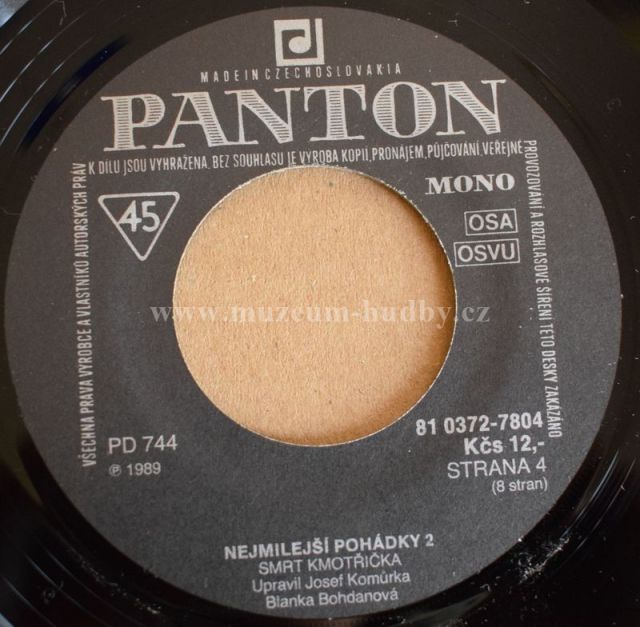 MADE IN CZECHOSLOVAKIA
PANTON
VŠECHNA PRÁVA VÝROBCE A VLASTNÍKŮ AUTORSKÝCH PRÁV
K DÍLU JSOU VYHRAŽENA. BEZ SOUHLASU JE VÝROBA KOPIÍ, PRONÁJEM, PŮJČOVÁNÍ, VEŘEJNÉ
PROVOZOVÁNÍ A ROZHLASOVÉ ŠÍŘENÍ TÉTO DESKY ZAKÁZÁNO
MONO
45
OSA
OSVU
www.muzeum-hudby.cz
PD 744
℗ 1989
81 0372-7804
Kčs 12,-
STRANA 4
(8 stran)
NEJMILEJŠÍ POHÁDKY 2
SMRT KMOTŘIČKA
Upravil Josef Komůrka
Blanka Bohdanová